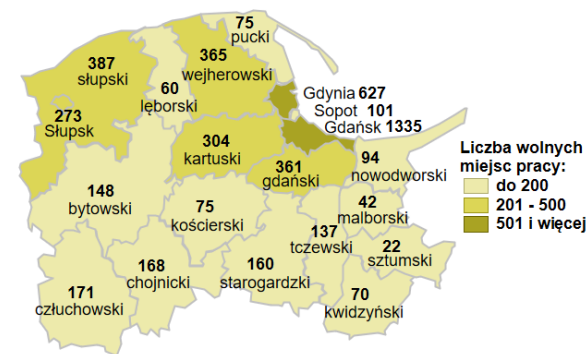 75
pucki
387
słupski
365
wejherowski
60
lęborski
Gdynia 627
Sopot 101
Gdańsk 1335
273
Słupsk
304
kartuski
361
gdański
94
nowodworski
Liczba wolnych
miejsc pracy:
do 200
201 - 500
501 i więcej
148
bytowski
75
kościerski
137
tczewski
42
malborski
22
sztumski
171
człuchowski
168
chojnicki
160
starogardzki
70
kwidzyński